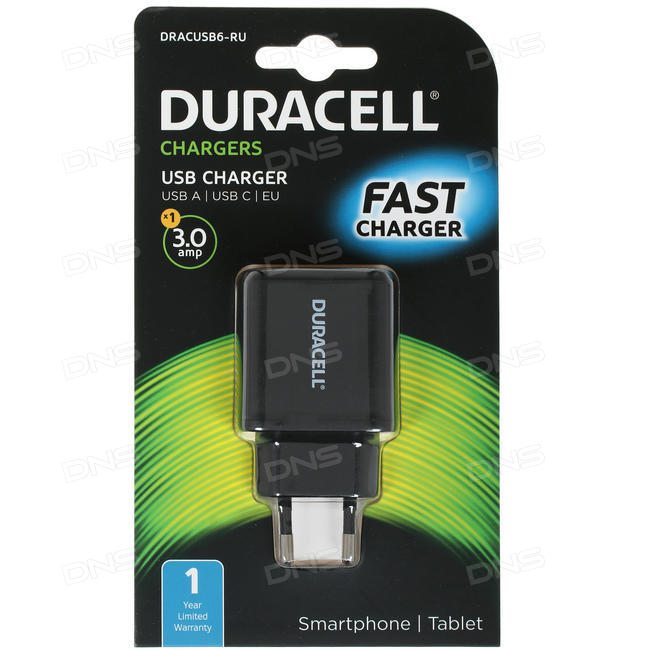 DRACUSB6-RU
DURACELL®
CHARGERS
USB CHARGER
USB A | USB C | EU
x1
3.0
amp
FAST
CHARGER
DURACELL®
1
Year
Limited
Warranty
Smartphone | Tablet
DNS